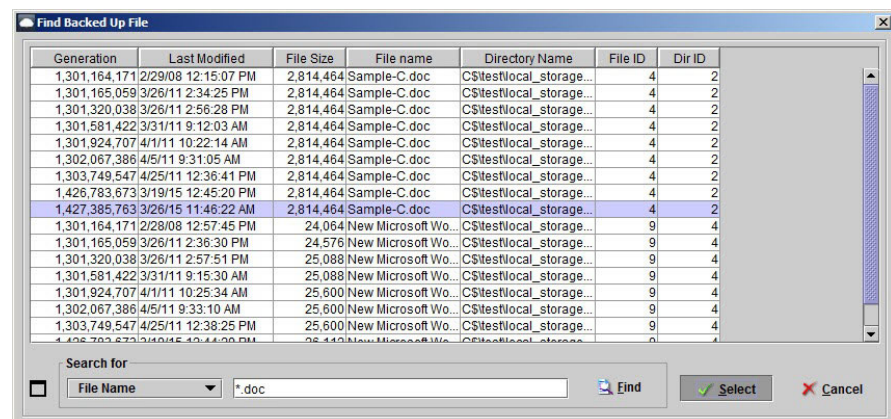 Find Backed Up File
Generation Last Modified File Size File name Directory Name File ID Dir ID
1,301,164,171 2/29/08 12:15:07 PM 2,814,464 Sample-C.doc C$\test\local_storage... 4 2
1,301,165,059 3/26/11 2:34:25 PM 2,814,464 Sample-C.doc C$\test\local_storage... 4 2
1,301,320,038 3/26/11 2:56:28 PM 2,814,464 Sample-C.doc C$\test\local_storage... 4 2
1,301,581,422 3/31/11 9:12:03 AM 2,814,464 Sample-C.doc C$\test\local_storage... 4 2
1,301,924,707 4/1/11 10:22:14 AM 2,814,464 Sample-C.doc C$\test\local_storage... 4 2
1,302,067,386 4/5/11 9:31:05 AM 2,814,464 Sample-C.doc C$\test\local_storage... 4 2
1,303,749,547 4/25/11 12:36:41 PM 2,814,464 Sample-C.doc C$\test\local_storage... 4 2
1,426,783,673 3/19/15 12:45:20 PM 2,814,464 Sample-C.doc C$\test\local_storage... 4 2
1,427,385,763 3/26/15 11:46:22 AM 2,814,464 Sample-C.doc C$\test\local_storage... 4 2
1,301,164,171 2/28/08 12:57:45 PM 24,064 New Microsoft Wo... C$\test\local_storage... 9 4
1,301,165,059 3/26/11 2:36:30 PM 24,576 New Microsoft Wo... C$\test\local_storage... 9 4
1,301,320,038 3/26/11 2:57:51 PM 25,088 New Microsoft Wo... C$\test\local_storage... 9 4
1,301,581,422 3/31/11 9:15:30 AM 25,088 New Microsoft Wo... C$\test\local_storage... 9 4
1,301,924,707 4/1/11 10:25:34 AM 25,600 New Microsoft Wo... C$\test\local_storage... 9 4
1,302,067,386 4/5/11 9:33:10 AM 25,600 New Microsoft Wo... C$\test\local_storage... 9 4
1,303,749,547 4/25/11 12:38:25 PM 25,600 New Microsoft Wo... C$\test\local_storage... 9 4
Search for
File Name *.doc Find Select Cancel